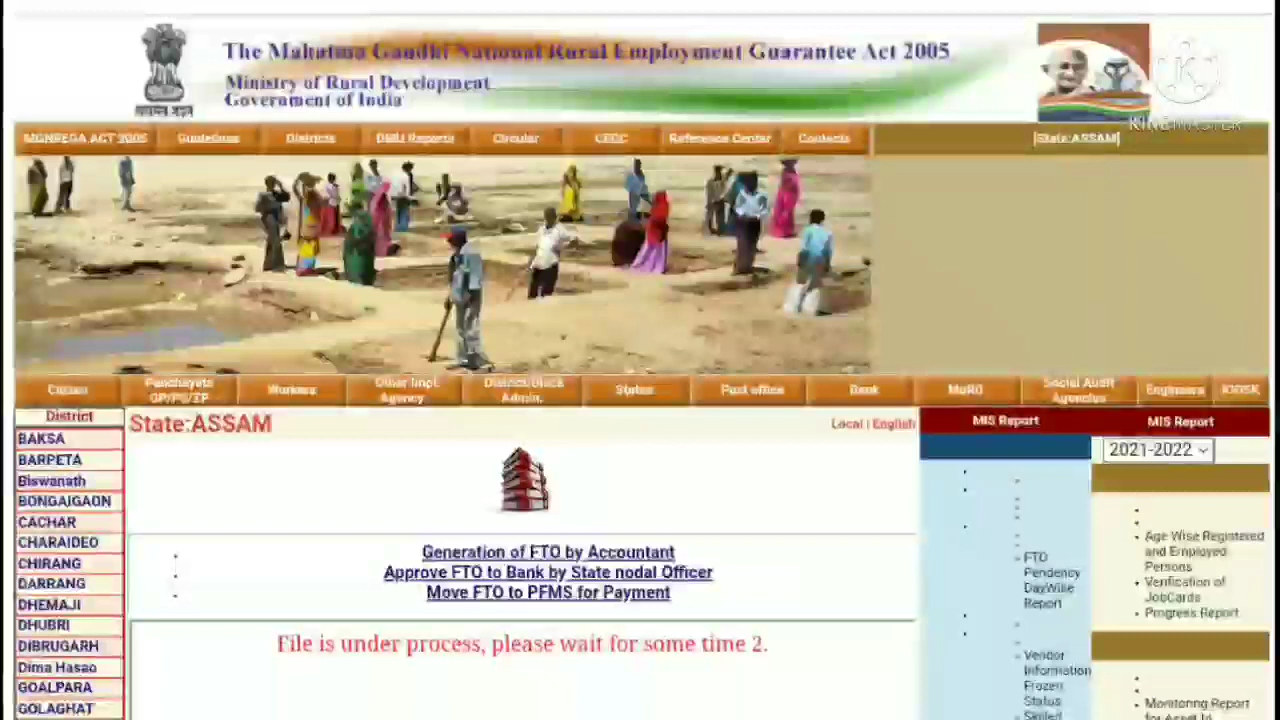 The Mahatma Gandhi National Rural Employment Guarantee Act 2005
Ministry of Rural Development
Government of India
KINEMASTER
MGNREGA ACT 2005 Guidelines Districts DMU Reports Circular CEGC Reference Center Contacts
[State:ASSAM]
Citizen Panchayats GP/PS/ZP Workers Other Impl. Agency District/Block Admin. States Post office Bank MoRD Social Audit Agencies Engineers KIOSK
District
BAKSA
BARPETA
Biswanath
BONGAIGAON
CACHAR
CHARAIDEO
CHIRANG
DARRANG
DHEMAJI
DHUBRI
DIBRUGARH
Dima Hasao
GOALPARA
GOLAGHAT
State:ASSAM
Local | English
Generation of FTO by Accountant
Approve FTO to Bank by State nodal Officer
Move FTO to PFMS for Payment
File is under process, please wait for some time 2.
MIS Report
FTO
Pendency
DayWise
Report
Vendor
Information
Frozen
Status
Skilled
MIS Report
2021-2022
Age Wise Registered
and Employed
Persons
Verification of
JobCards
Progress Report
Monitoring Report
for Asset Id